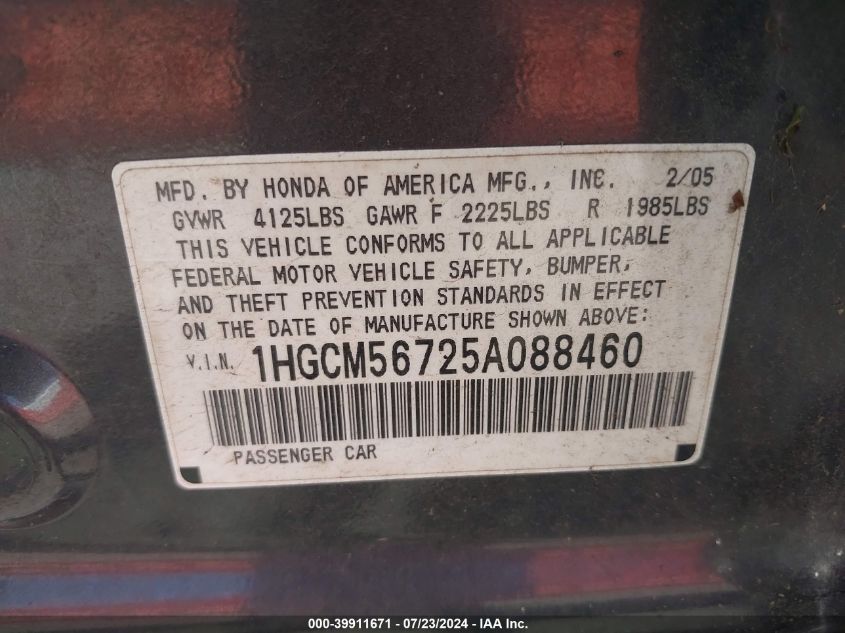 MFD. BY HONDA OF AMERICA MFG., INC. 2/05
GVWR 4125LBS GAWR F 2225LBS R 1985LBS
THIS VEHICLE CONFORMS TO ALL APPLICABLE
FEDERAL MOTOR VEHICLE SAFETY, BUMPER,
AND THEFT PREVENTION STANDARDS IN EFFECT
ON THE DATE OF MANUFACTURE SHOWN ABOVE:
V.I.N. 1HGCM56725A088460
PASSENGER CAR
000-39911671 - 07/23/2024 - IAA Inc.